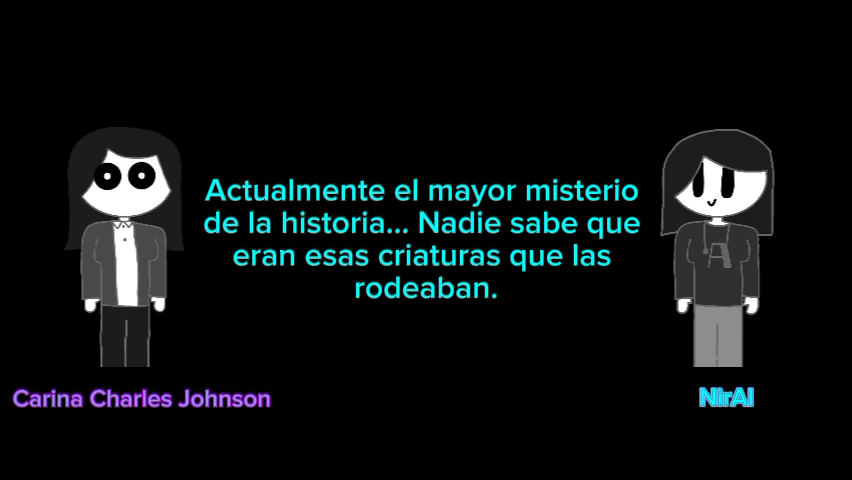 Actualmente el mayor misterio
de la historia... Nadie sabe que
eran esas criaturas que las
rodeaban.
Carina Charles Johnson
NirAI
A